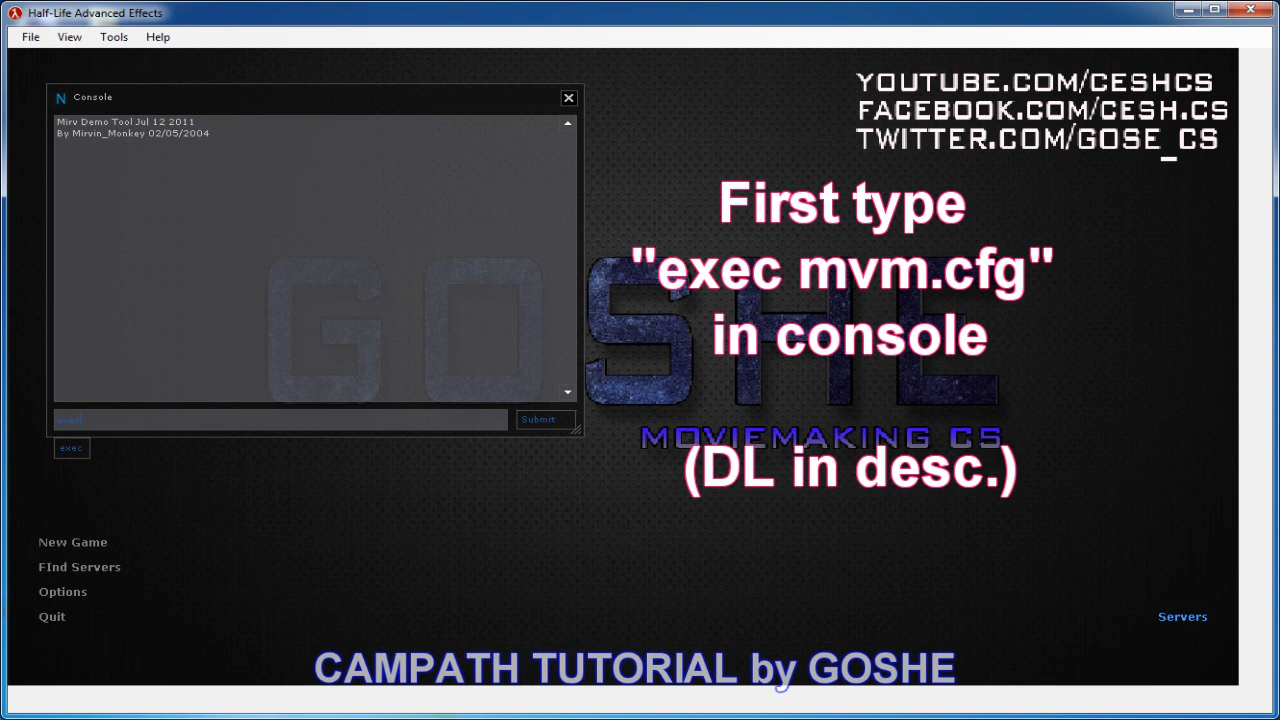 Half-Life Advanced Effects
File View Tools Help
Console
Mirv Demo Tool Jul 12 2011
By Mirvin_Monkey 02/05/2004
exec
Submit
exec
YOUTUBE.COM/CESHCS
FACEBOOK.COM/CESH.CS
TWITTER.COM/GOSE_CS
First type
"exec mvm.cfg"
in console
(DL in desc.)
GOSHE
MOVIEMAKING CS
New Game
FInd Servers
Options
Quit
Servers
CAMPATH TUTORIAL by GOSHE